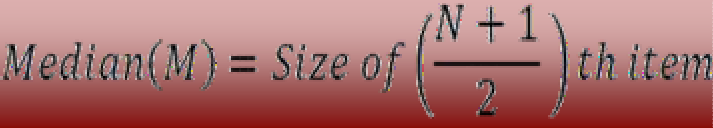 Median(M) = Size of ((N + 1)/2) th item